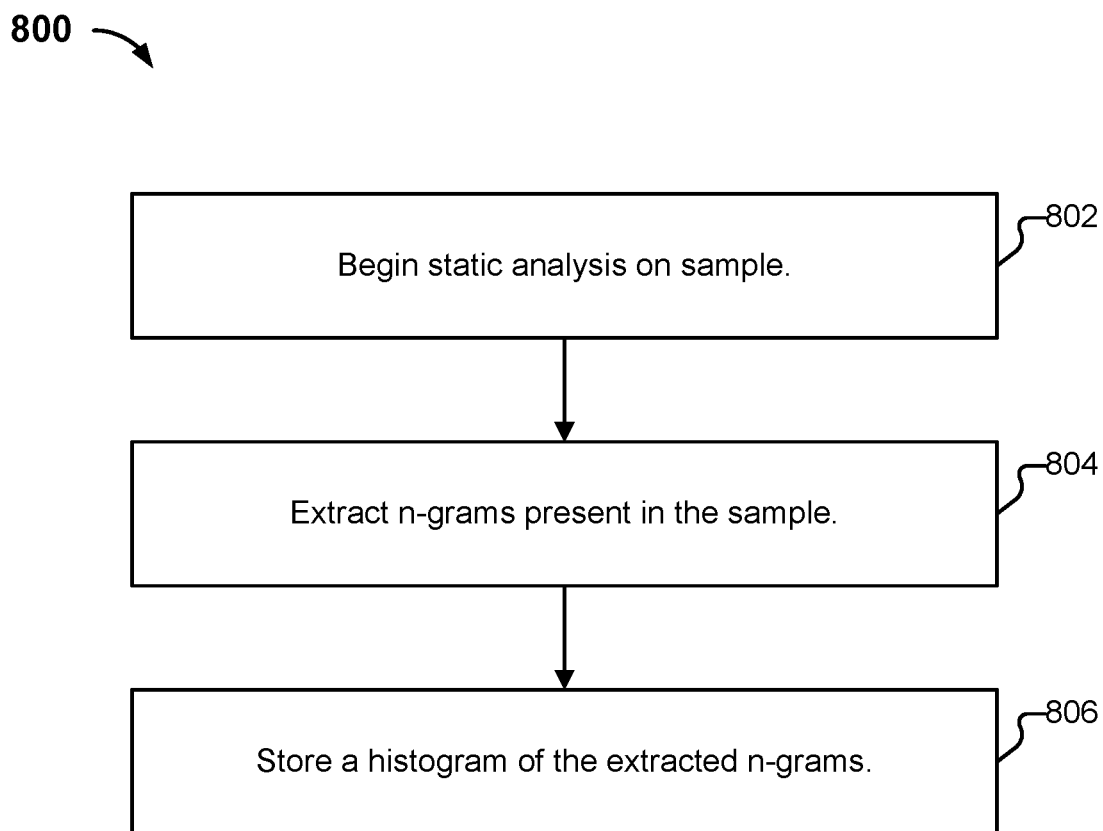 800
802
Begin static analysis on sample.
804
Extract n-grams present in the sample.
806
Store a histogram of the extracted n-grams.